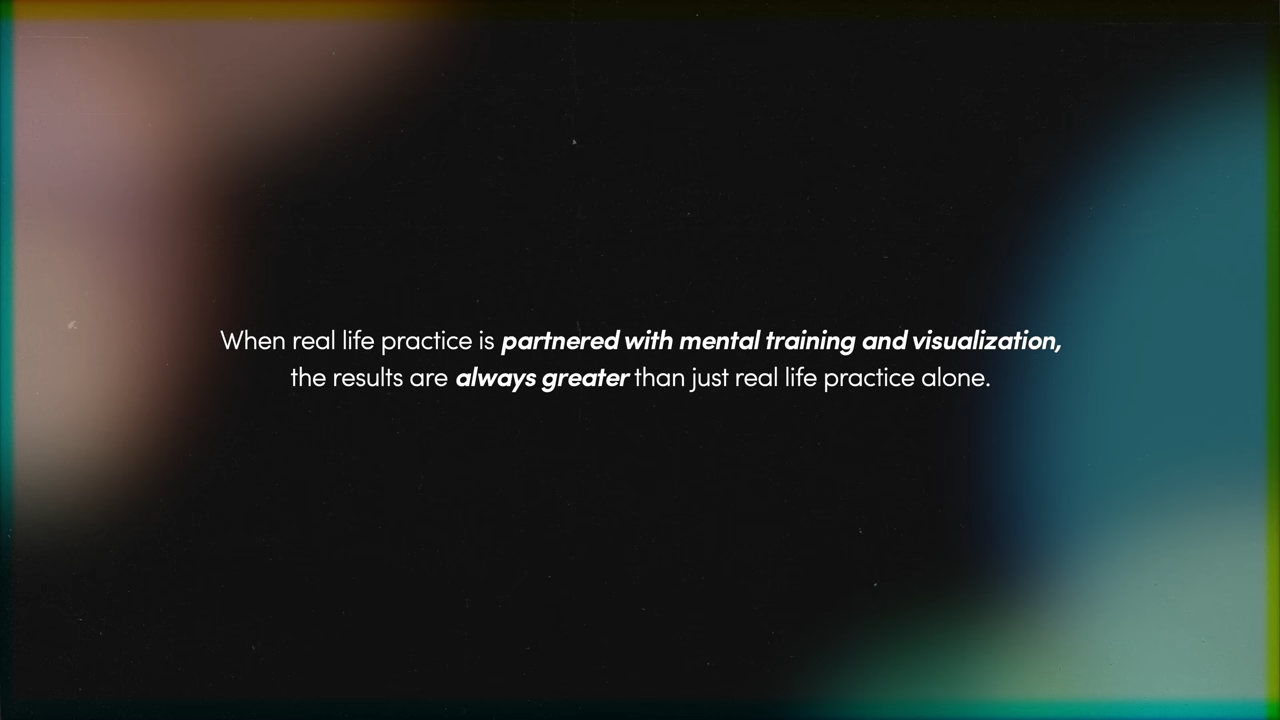 When real life practice is partnered with mental training and visualization,
the results are always greater than just real life practice alone.